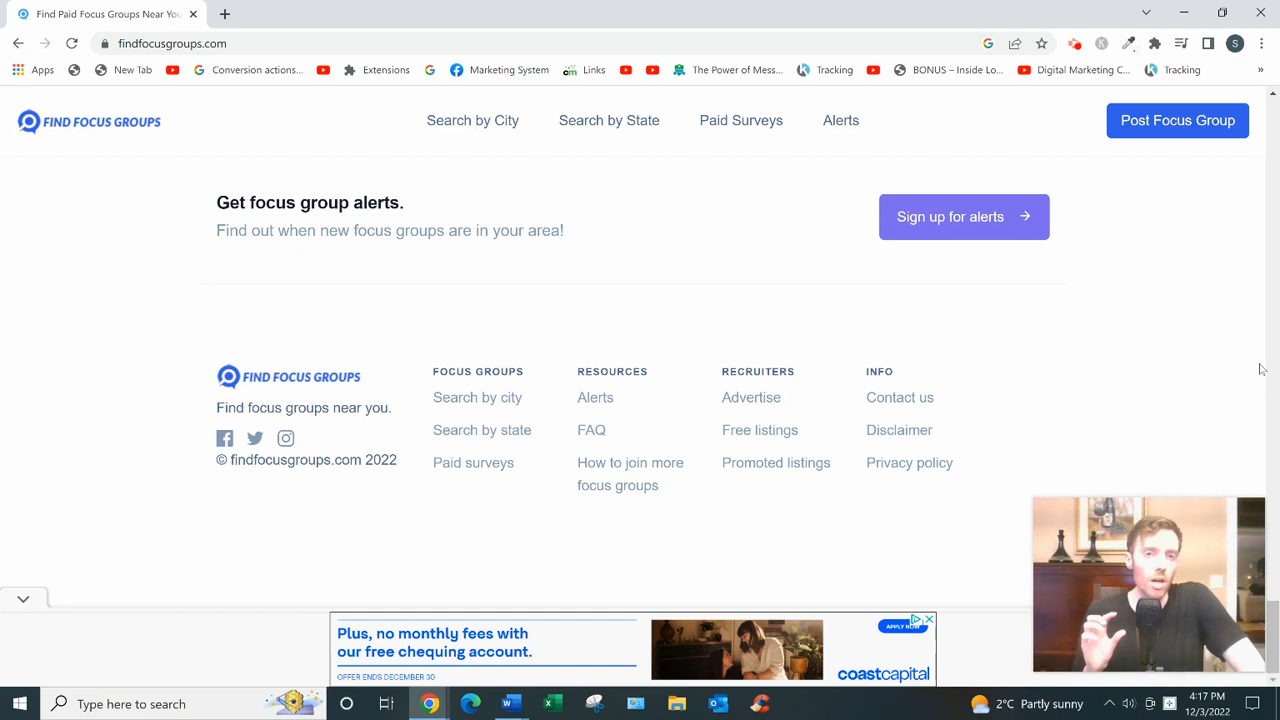 Find Paid Focus Groups Near You
findfocusgroups.com
Apps
New Tab
Conversion actions...
Extensions
Marketing System
Links
The Power of Mess...
Tracking
BONUS – Inside Lo...
Digital Marketing C...
Tracking
»
FIND FOCUS GROUPS
Search by City
Search by State
Paid Surveys
Alerts
Post Focus Group
Get focus group alerts.
Find out when new focus groups are in your area!
Sign up for alerts
FIND FOCUS GROUPS
Find focus groups near you.
© findfocusgroups.com 2022
FOCUS GROUPS
Search by city
Search by state
Paid surveys
RESOURCES
Alerts
FAQ
How to join more
focus groups
RECRUITERS
Advertise
Free listings
Promoted listings
INFO
Contact us
Disclaimer
Privacy policy
Plus, no monthly fees with
our free chequing account.
OFFER ENDS DECEMBER 30
APPLY NOW
coastcapital
Type here to search
2°C Partly sunny
4:17 PM
12/3/2022